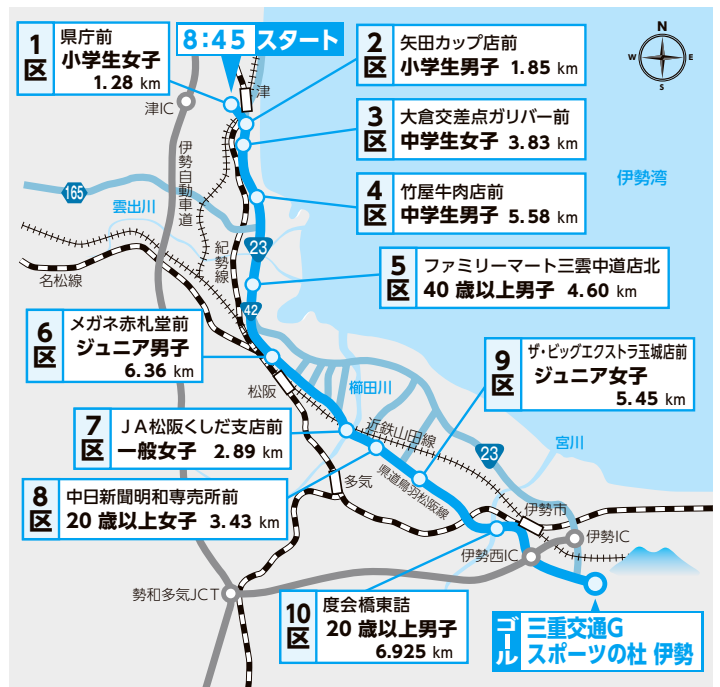 1区
県庁前
小学生女子
1.28 km
8:45 スタート
2区
矢田カップ店前
小学生男子 1.85 km
3区
大倉交差点ガリバー前
中学生女子 3.83 km
4区
竹屋牛肉店前
中学生男子 5.58 km
5区
ファミリーマート三雲中道店北
40 歳以上男子 4.60 km
6区
メガネ赤札堂前
ジュニア男子
6.36 km
7区
JA松阪くしだ支店前
一般女子 2.89 km
8区
中日新聞明和専売所前
20 歳以上女子 3.43 km
9区
ザ・ビッグエクストラ玉城店前
ジュニア女子
5.45 km
10区
度会橋東詰
20 歳以上男子
6.925 km
ゴール
三重交通G
スポーツの杜 伊勢
N
W
E
S
津
津IC
伊勢自動車道
165
雲出川
紀勢線
名松線
23
42
伊勢湾
松阪
櫛田川
近鉄山田線
23
宮川
県道鳥羽松阪線
多気
伊勢市
伊勢IC
伊勢西IC
勢和多気JCT